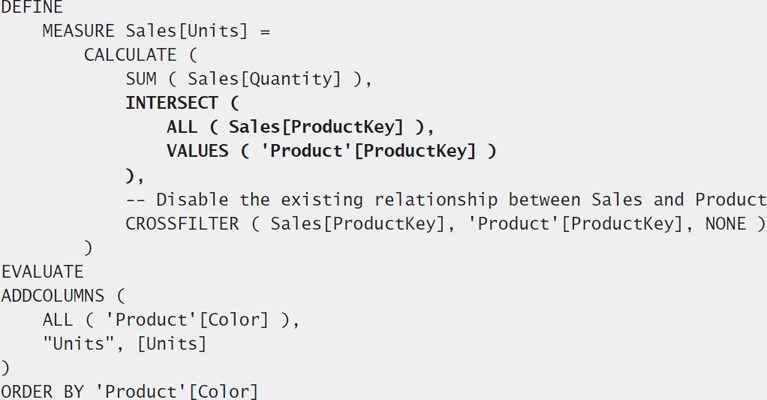 DEFINE
    MEASURE Sales[Units] =
        CALCULATE (
            SUM ( Sales[Quantity] ),
            INTERSECT (
                ALL ( Sales[ProductKey] ),
                VALUES ( 'Product'[ProductKey] )
            ),
            -- Disable the existing relationship between Sales and Product
            CROSSFILTER ( Sales[ProductKey], 'Product'[ProductKey], NONE )
        )
EVALUATE
ADDCOLUMNS (
    ALL ( 'Product'[Color] ),
    "Units", [Units]
)
ORDER BY 'Product'[Color]